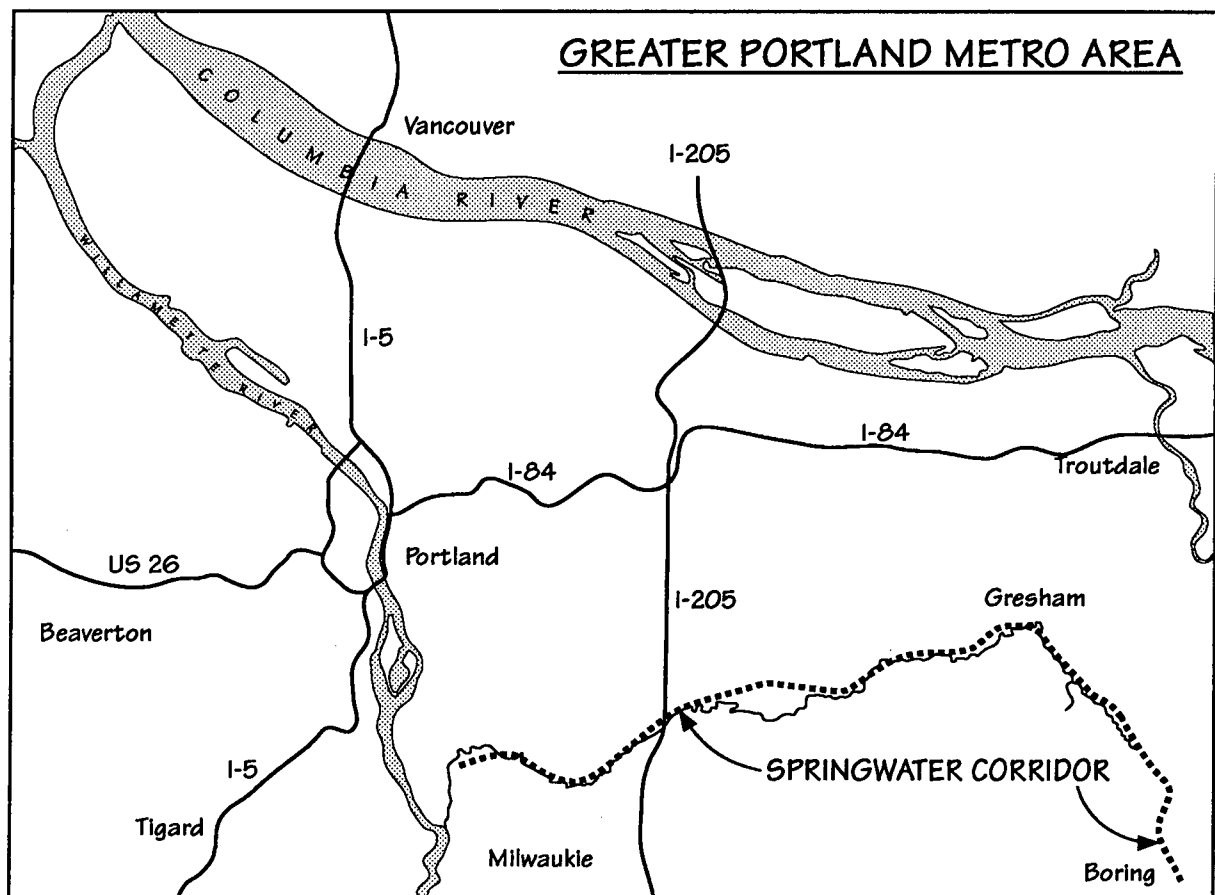 GREATER PORTLAND METRO AREA
COLUMBIA RIVER
Vancouver
I-205
WILLAMETTE RIVER
I-5
I-84
I-84
Troutdale
US 26
Portland
I-205
Gresham
Beaverton
I-5
SPRINGWATER CORRIDOR
Tigard
Milwaukie
Boring